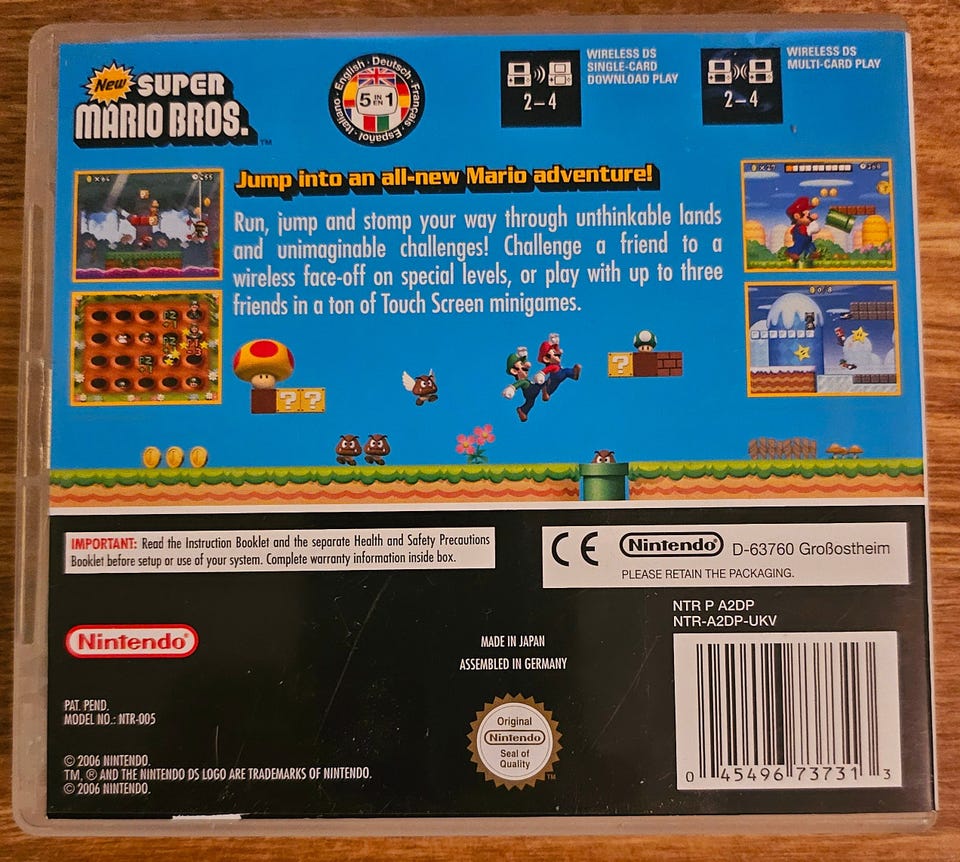 New SUPER
MARIO BROS.™
English · Deutsch · Français · Español · Italiano
5 IN EN 1
2-4
WIRELESS DS
SINGLE-CARD
DOWNLOAD PLAY
2-4
WIRELESS DS
MULTI-CARD PLAY
Jump into an all-new Mario adventure!
Run, jump and stomp your way through unthinkable lands
and unimaginable challenges! Challenge a friend to a
wireless face-off on special levels, or play with up to three
friends in a ton of Touch Screen minigames.
? ?
?
IMPORTANT: Read the Instruction Booklet and the separate Health and Safety Precautions
Booklet before setup or use of your system. Complete warranty information inside box.
CE Nintendo® D-63760 Großostheim
PLEASE RETAIN THE PACKAGING.
NTR P A2DP
NTR-A2DP-UKV
Nintendo®
MADE IN JAPAN
ASSEMBLED IN GERMANY
PAT. PEND.
MODEL NO.: NTR-005
Original
Nintendo®
Seal of
Quality
TM
© 2006 NINTENDO.
TM, ® AND THE NINTENDO DS LOGO ARE TRADEMARKS OF NINTENDO.
© 2006 NINTENDO.
0 45496 73731 3